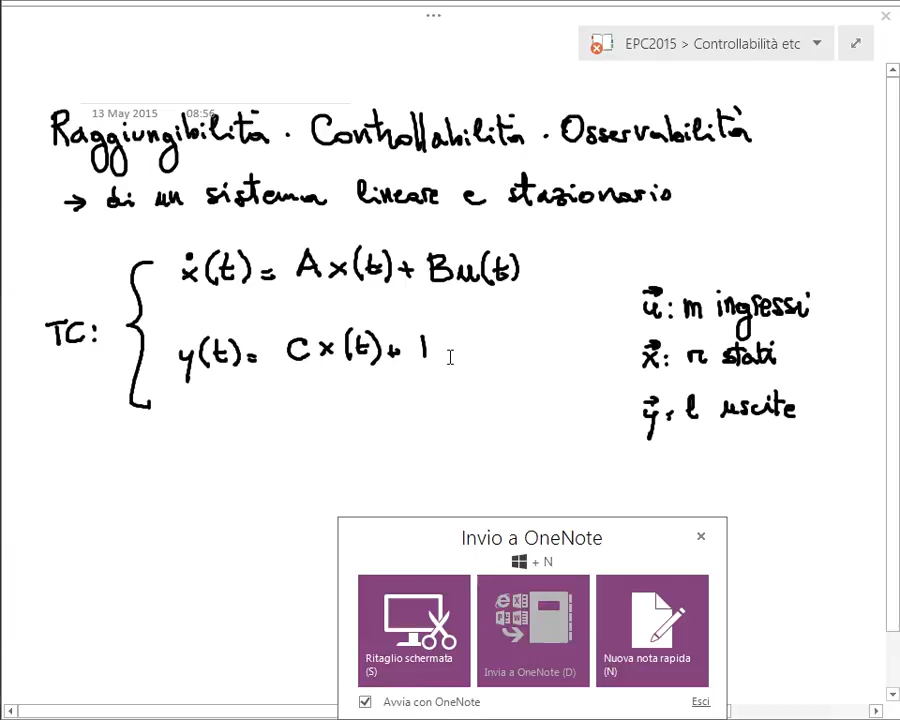 EPC2015 > Controllabilità etc
13 May 2015 08:56
Raggiungibilità · Controllabilità · Osservabilità
→ di un sistema lineare e stazionario
ẋ(t) = Ax(t) + Bu(t)
TC:
y(t) = Cx(t) + 1
u⃗: m ingressi
x⃗: n stati
y⃗: l uscite
Invio a OneNote
+ N
Ritaglio schermata (S)
Invia a OneNote (D)
Nuova nota rapida (N)
Avvia con OneNote
Esci